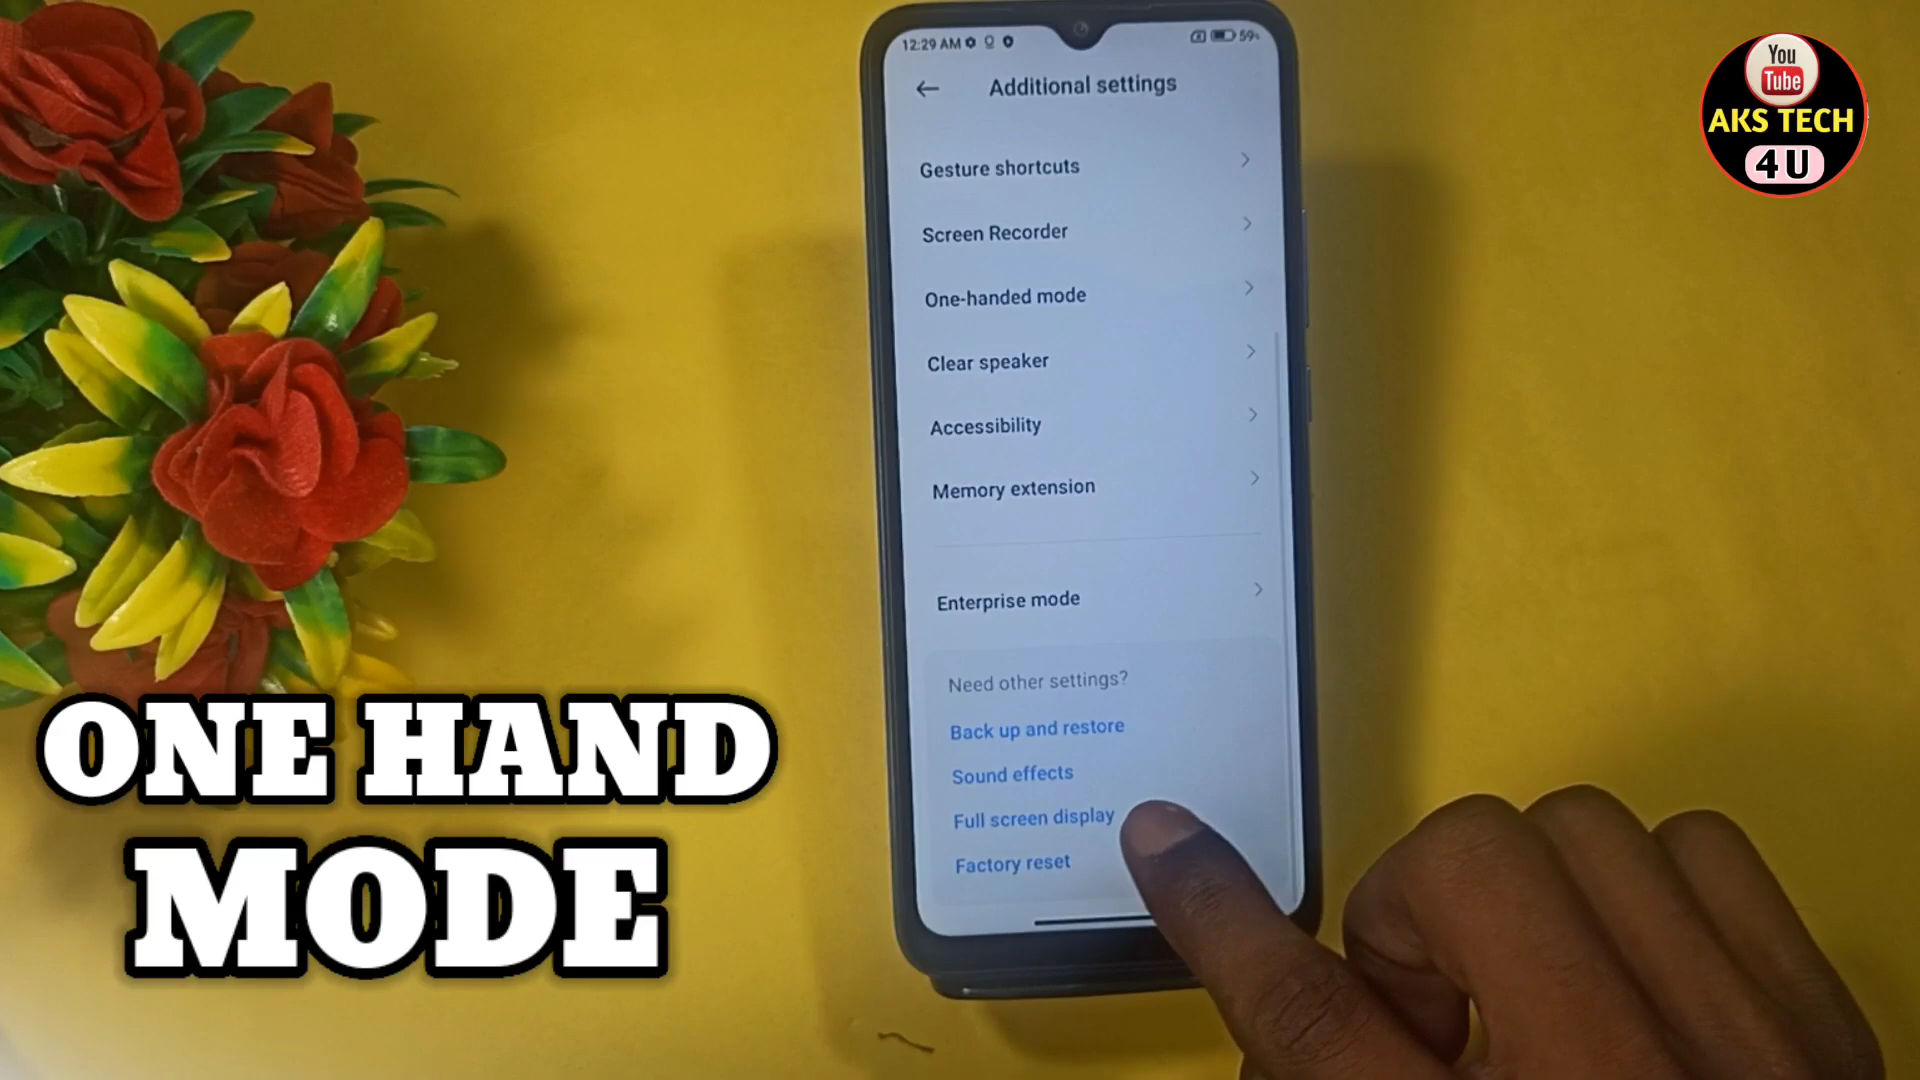 12:29 AM
59%
Additional settings
Gesture shortcuts
Screen Recorder
One-handed mode
Clear speaker
Accessibility
Memory extension
Enterprise mode
Need other settings?
Back up and restore
Sound effects
Full screen display
Factory reset
You
Tube
AKS TECH
4U
ONE HAND
MODE